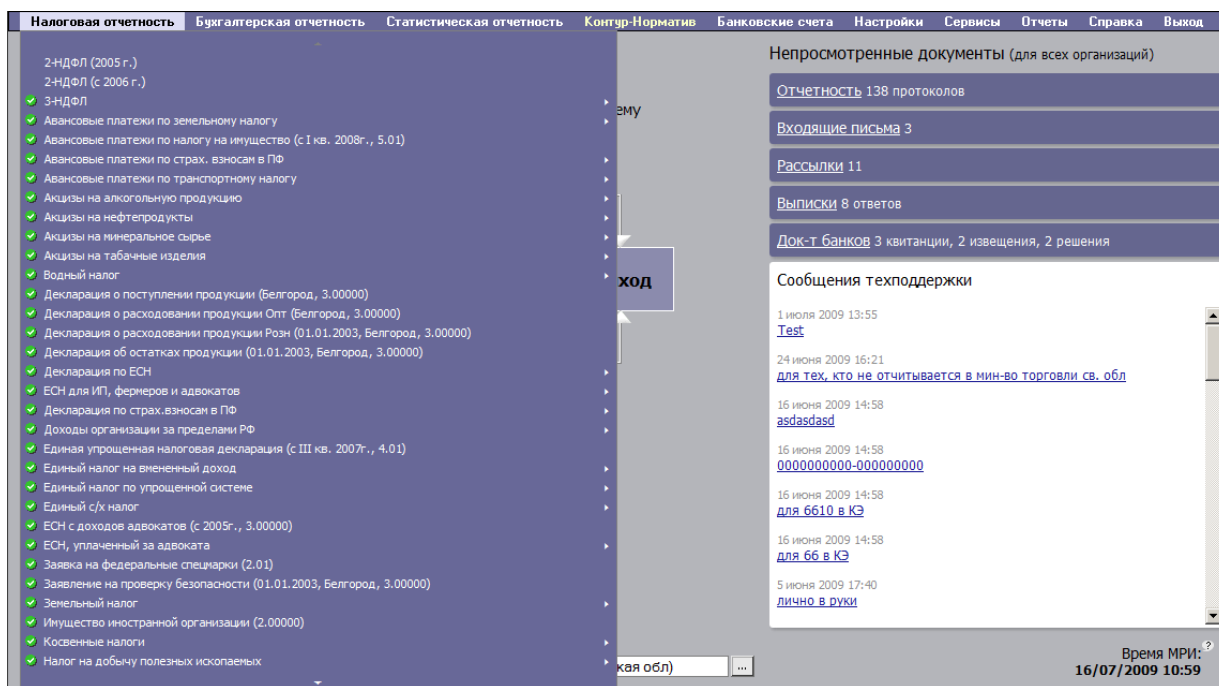 Налоговая отчетность Бухгалтерская отчетность Статистическая отчетность Контур-Норматив Банковские счета Настройки Сервисы Отчеты Справка Выход
2-НДФЛ (2005 г.)
2-НДФЛ (с 2006 г.)
3-НДФЛ
Авансовые платежи по земельному налогу
Авансовые платежи по налогу на имущество (с I кв. 2008г., 5.01)
Авансовые платежи по страх. взносам в ПФ
Авансовые платежи по транспортному налогу
Акцизы на алкогольную продукцию
Акцизы на нефтепродукты
Акцизы на минеральное сырье
Акцизы на табачные изделия
Водный налог
Декларация о поступлении продукции (Белгород, 3.00000)
Декларация о расходовании продукции Опт (Белгород, 3.00000)
Декларация о расходовании продукции Розн (01.01.2003, Белгород, 3.00000)
Декларация об остатках продукции (01.01.2003, Белгород, 3.00000)
Декларация по ЕСН
ЕСН для ИП, фермеров и адвокатов
Декларация по страх.взносам в ПФ
Доходы организации за пределами РФ
Единая упрощенная налоговая декларация (с III кв. 2007г., 4.01)
Единый налог на вмененный доход
Единый налог по упрощенной системе
Единый с/х налог
ЕСН с доходов адвокатов (с 2005г., 3.00000)
ЕСН, уплаченный за адвоката
Заявка на федеральные спецмарки (2.01)
Заявление на проверку безопасности (01.01.2003, Белгород, 3.00000)
Земельный налог
Имущество иностранной организации (2.00000)
Косвенные налоги
Налог на добычу полезных ископаемых
ему
ход
кая обл) ...
Непросмотренные документы (для всех организаций)
Отчетность 138 протоколов
Входящие письма 3
Рассылки 11
Выписки 8 ответов
Док-т банков 3 квитанции, 2 извещения, 2 решения
Сообщения техподдержки
1 июля 2009 13:55
Test
24 июня 2009 16:21
для тех, кто не отчитывается в мин-во торговли св. обл
16 июня 2009 14:58
asdasdasd
16 июня 2009 14:58
0000000000-000000000
16 июня 2009 14:58
для 6610 в КЭ
16 июня 2009 14:58
для 66 в КЭ
5 июня 2009 17:40
лично в руки
Время МРИ: ?
16/07/2009 10:59